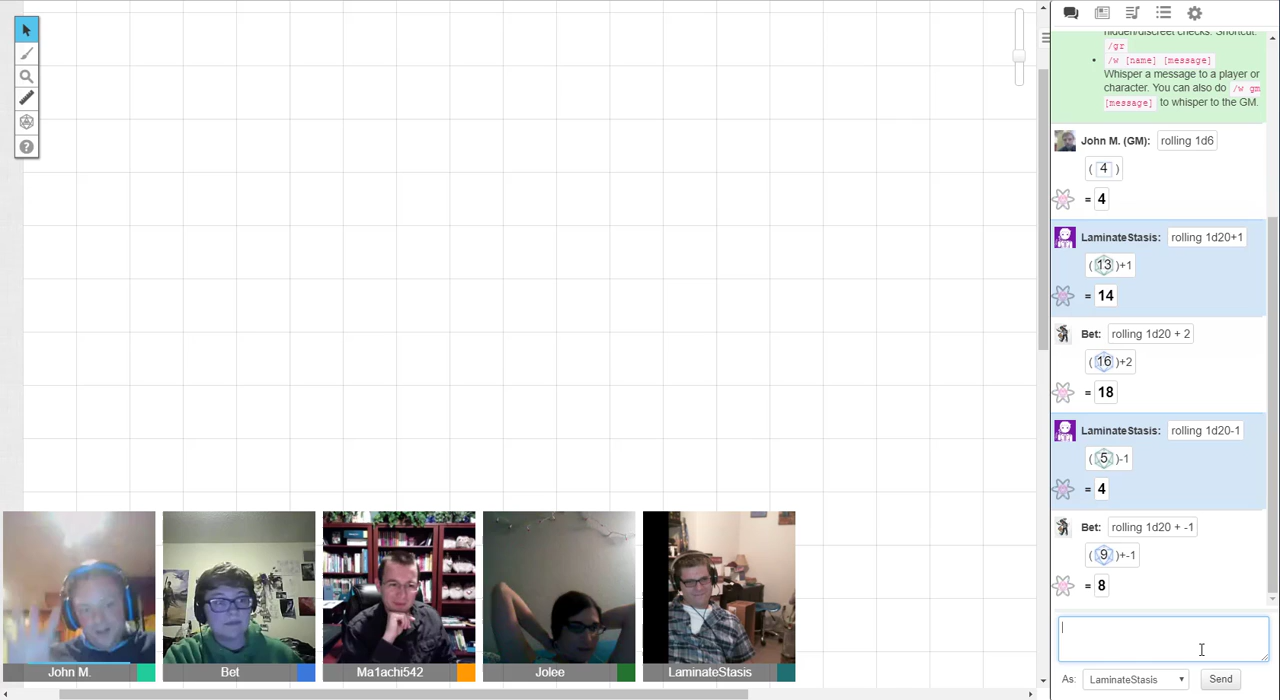 hidden/discreet checks. Shortcut:
/gr
/w [name] [message]
Whisper a message to a player or
character. You can also do /w gm
[message] to whisper to the GM.
John M. (GM): rolling 1d6
( 4 )
= 4
LaminateStasis: rolling 1d20+1
( 13 )+1
= 14
Bet: rolling 1d20 + 2
( 16 )+2
= 18
LaminateStasis: rolling 1d20-1
( 5 )-1
= 4
Bet: rolling 1d20 + -1
( 9 )+-1
= 8
As: LaminateStasis Send
John M. Bet Ma1achi542 Jolee LaminateStasis